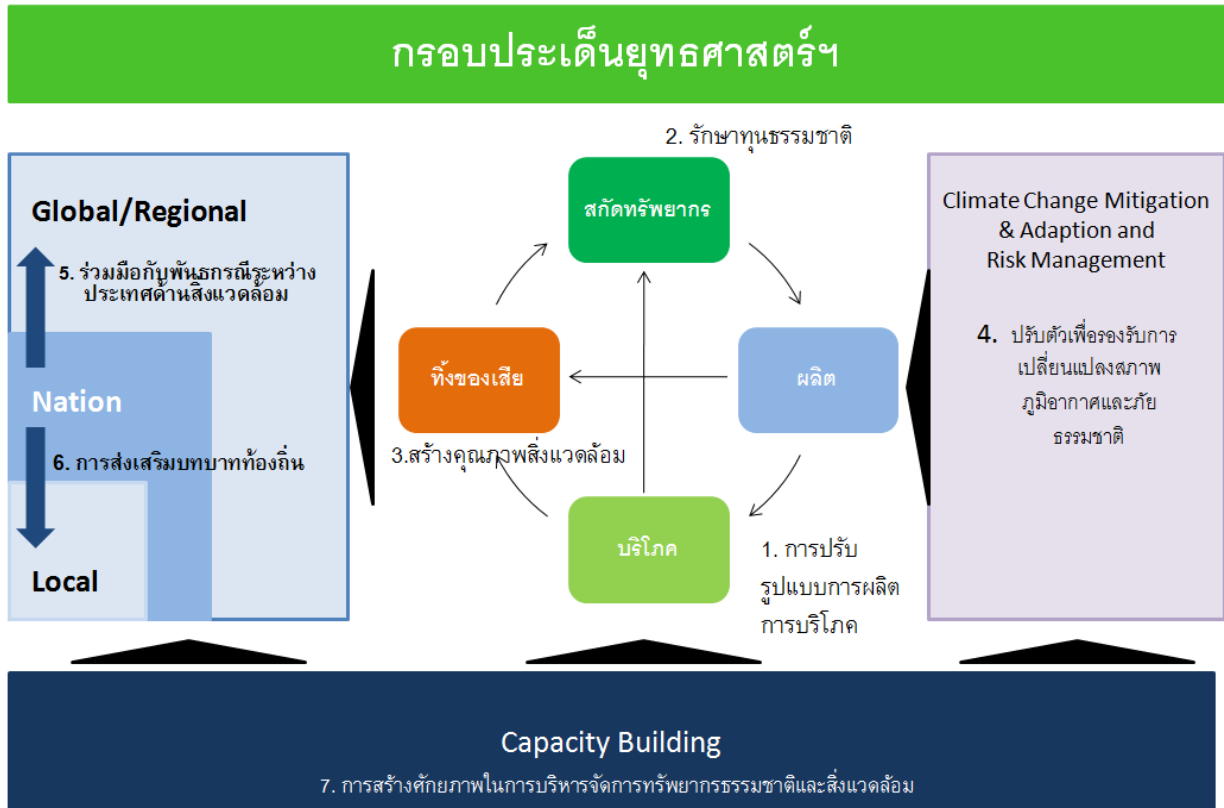 กรอบประเด็นยุทธศาสตร์ฯ
Global/Regional
5. ร่วมมือกับพันธกรณีระหว่าง
ประเทศด้านสิ่งแวดล้อม
Nation
6. การส่งเสริมบทบาทท้องถิ่น
Local
2. รักษาทุนธรรมชาติ
สกัดทรัพยากร
ทิ้งของเสีย
ผลิต
3.สร้างคุณภาพสิ่งแวดล้อม
บริโภค
1. การปรับ
รูปแบบการผลิต
การบริโภค
Climate Change Mitigation
& Adaption and
Risk Management
4. ปรับตัวเพื่อรองรับการ
เปลี่ยนแปลงสภาพ
ภูมิอากาศและภัย
ธรรมชาติ
Capacity Building
7. การสร้างศักยภาพในการบริหารจัดการทรัพยากรธรรมชาติและสิ่งแวดล้อม